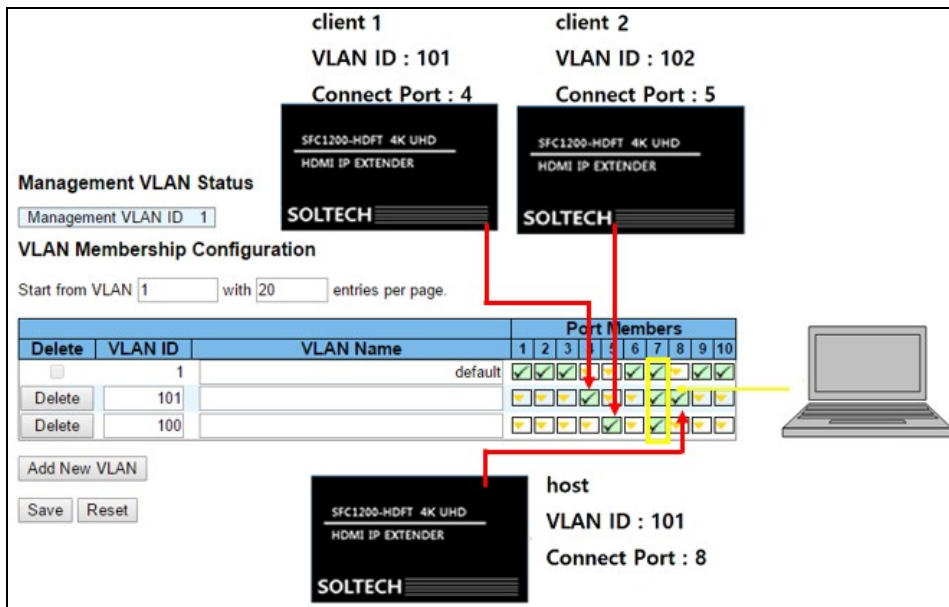 client 1
VLAN ID : 101
Connect Port : 4
client 2
VLAN ID : 102
Connect Port : 5
SFC1200-HDFT 4K UHD
HDMI IP EXTENDER
SOLTECH
SFC1200-HDFT 4K UHD
HDMI IP EXTENDER
SOLTECH
Management VLAN Status
Management VLAN ID 1
VLAN Membership Configuration
Start from VLAN 1 with 20 entries per page.
Port Members
Delete VLAN ID VLAN Name 1 2 3 4 5 6 7 8 9 10
1 default
Delete 101
Delete 100
Add New VLAN
Save Reset
SFC1200-HDFT 4K UHD
HDMI IP EXTENDER
SOLTECH
host
VLAN ID : 101
Connect Port : 8